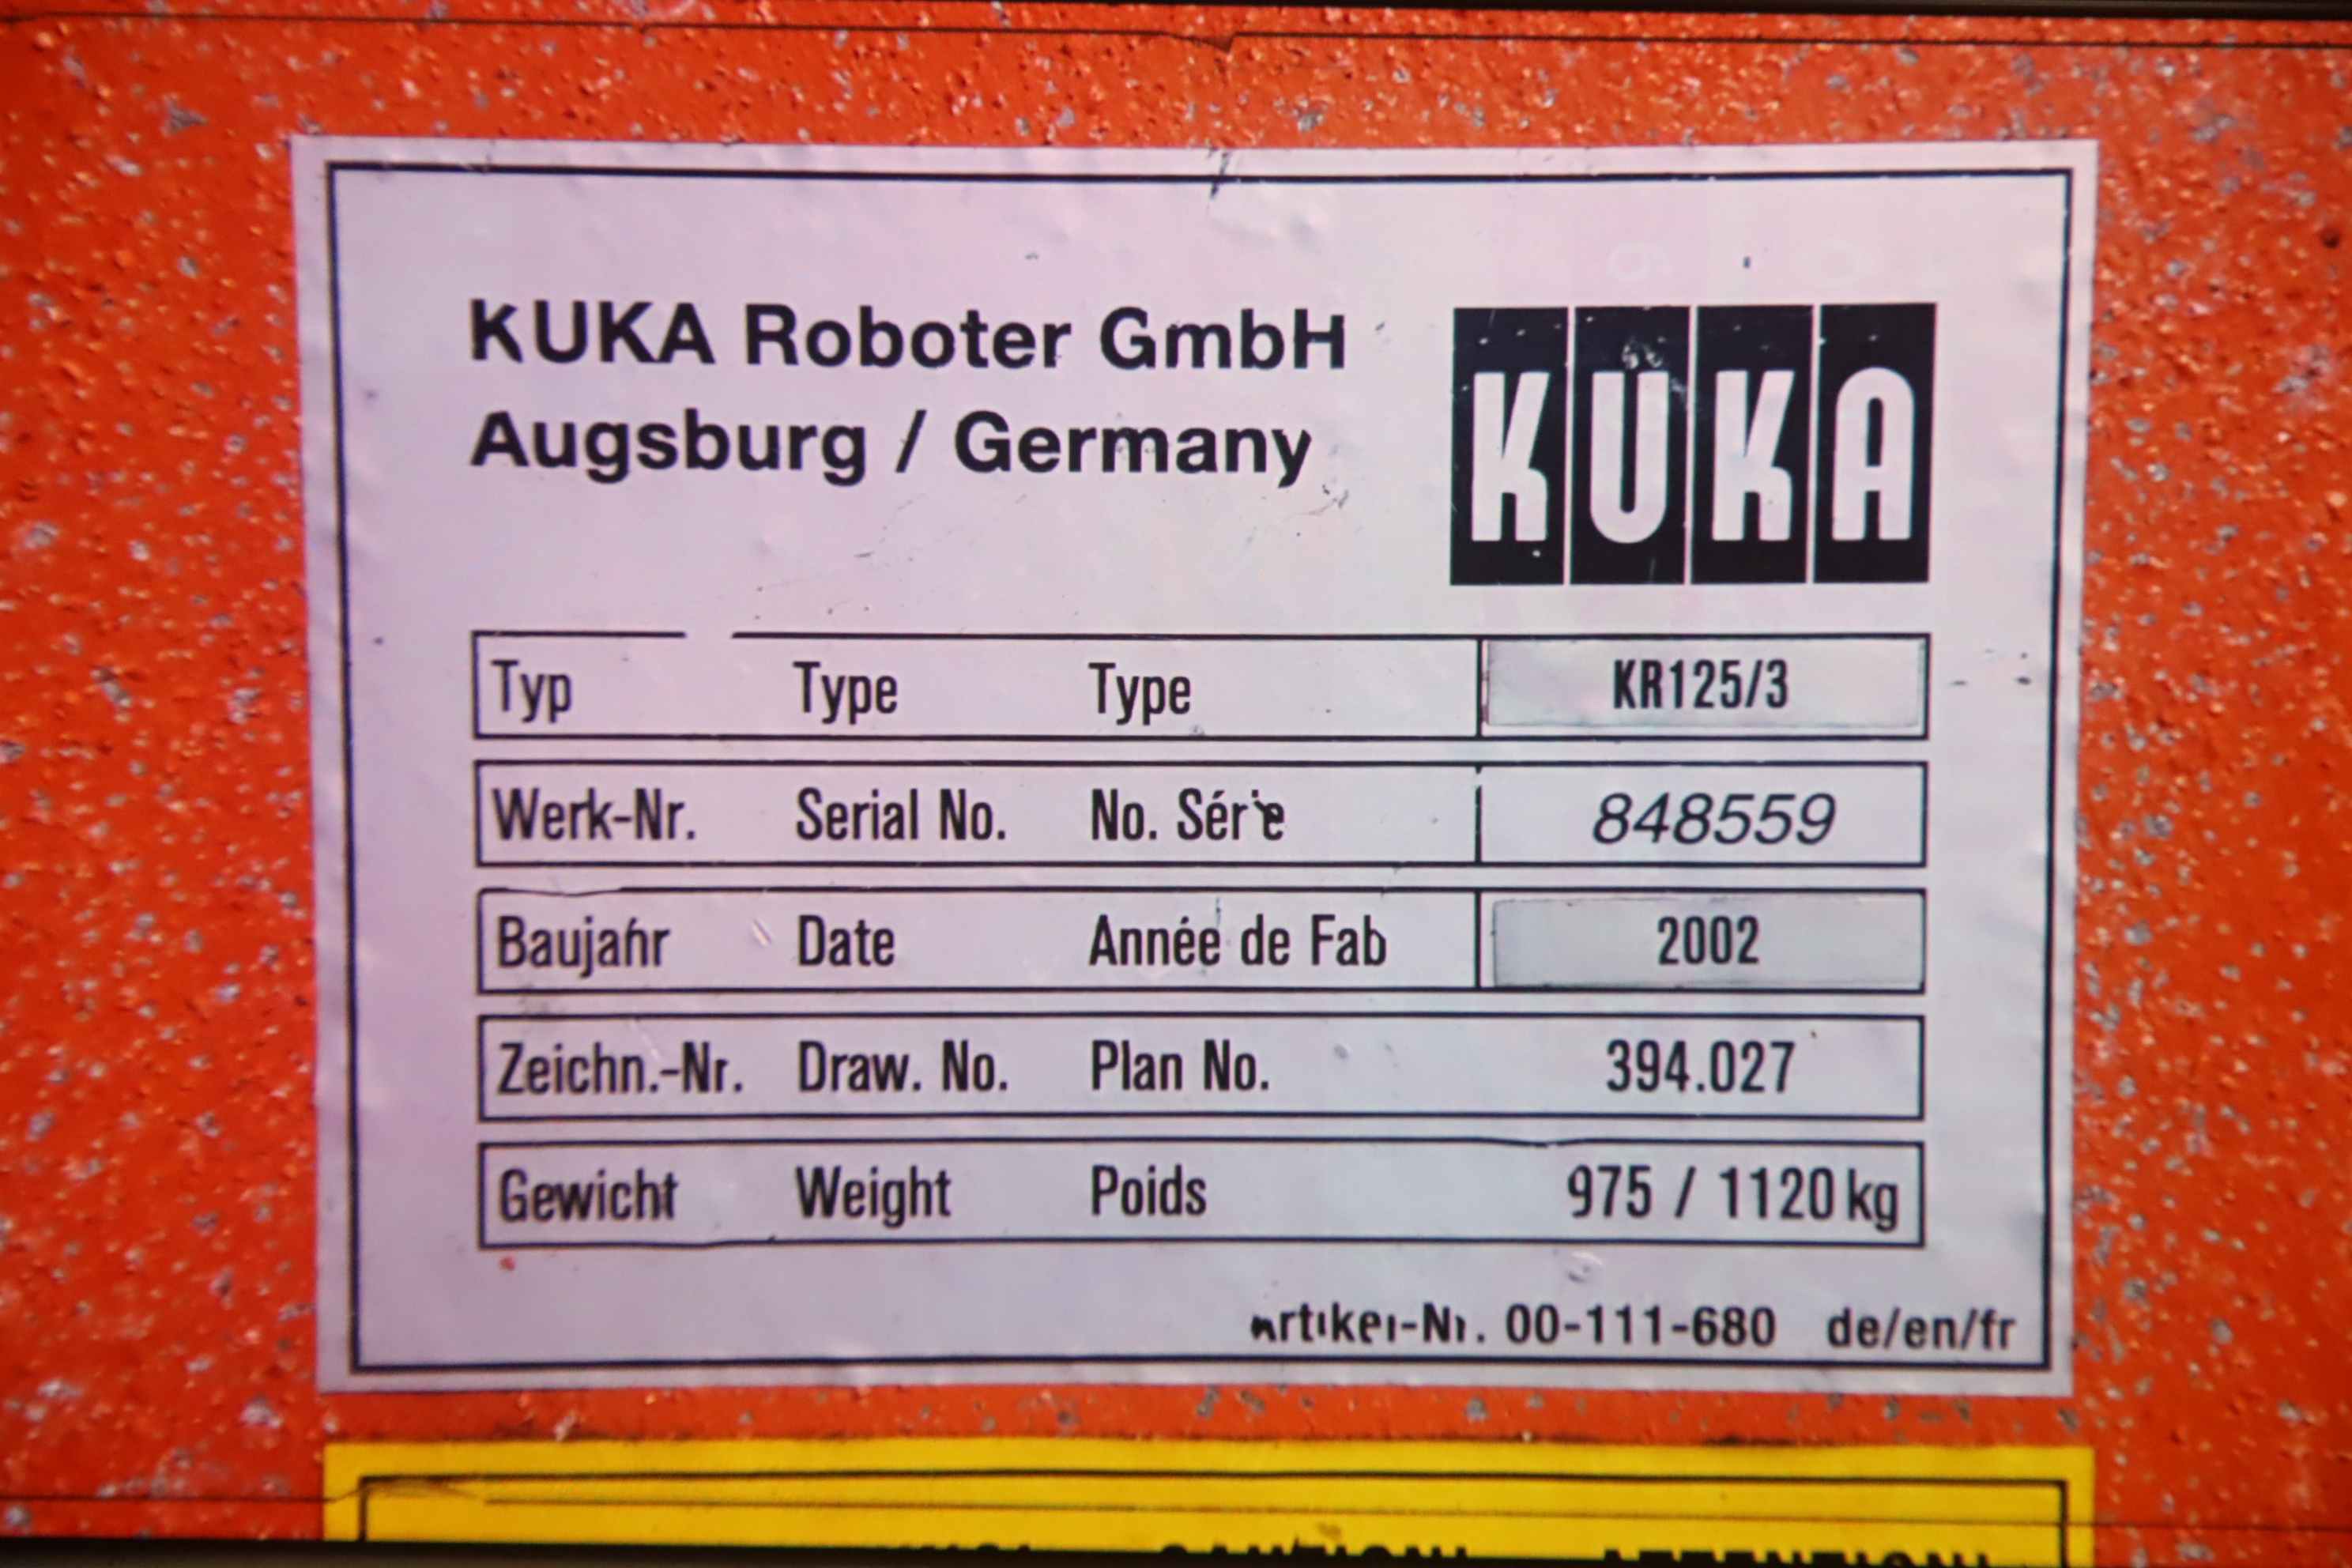 KUKA Roboter GmbH
Augsburg / Germany
KUKA
Typ Type Type KR125/3
Werk-Nr. Serial No. No. Série 848559
Baujahr Date Année de Fab 2002
Zeichn.-Nr. Draw. No. Plan No. 394.027
Gewicht Weight Poids 975 / 1120 kg
Artikel-Nr. 00-111-680 de/en/fr